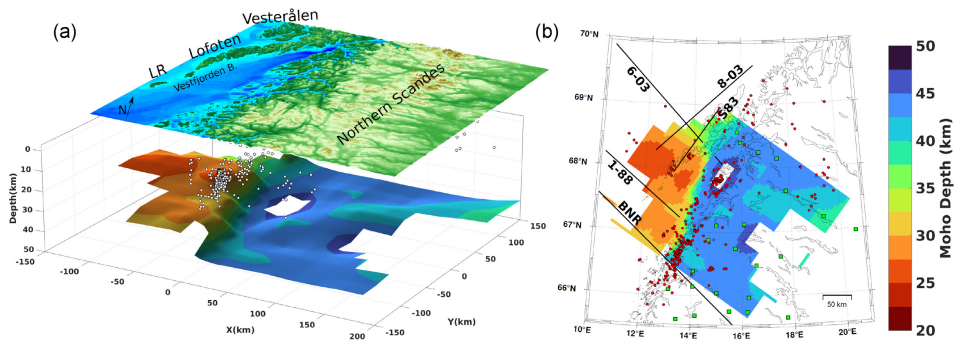 (a)
Vesterålen
Lofoten
LR
Vestfjorden B.
N
Northern Scandes
0
10
20
30
40
50
Depth(km)
-150
-100
-50
0
50
100
150
200
X(km)
-150
-100
-50
0
50
100
150
Y(km)
(b)
70°N
69°N
68°N
67°N
66°N
10°E
12°E
14°E
16°E
18°E
20°E
6-03
8-03
S83
1-88
BNR
50 km
50
45
40
35
30
25
20
Moho Depth (km)